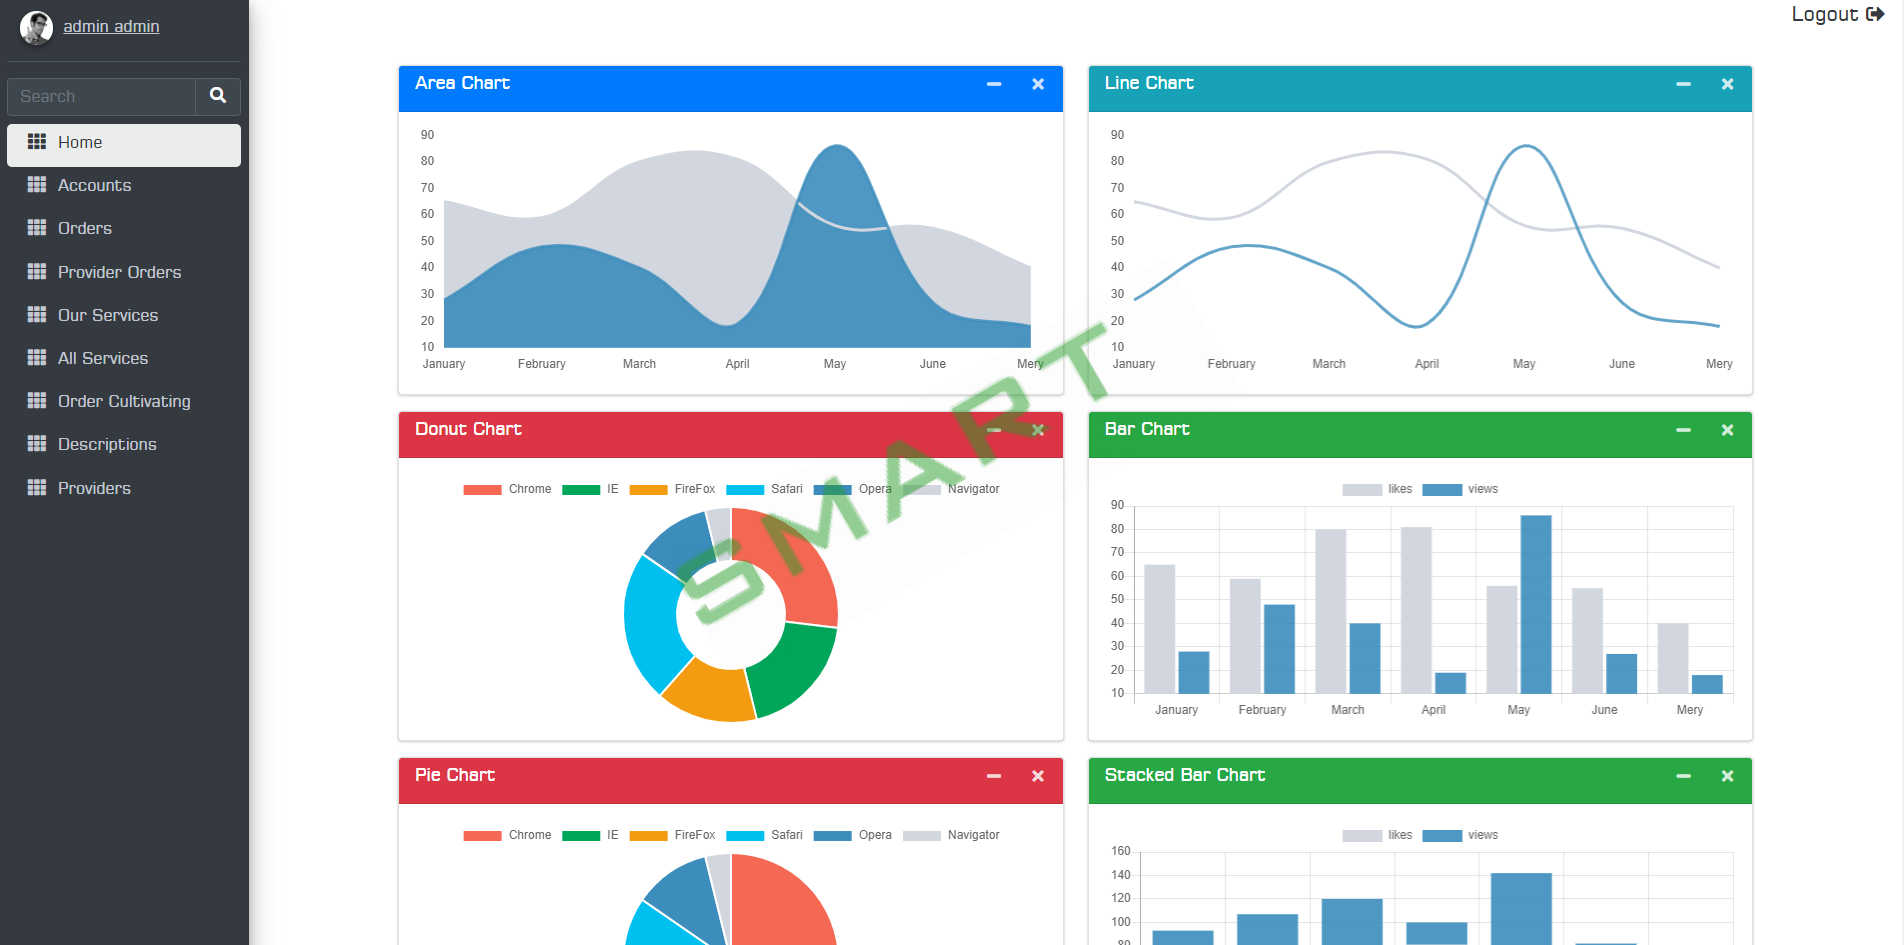 admin admin
Logout
Search
Home
Accounts
Orders
Provider Orders
Our Services
All Services
Order Cultivating
Descriptions
Providers
Area Chart
90
80
70
60
50
40
30
20
10
January February March April May June Mery
Line Chart
90
80
70
60
50
40
30
20
10
January February March April May June Mery
SMART
Donut Chart
Chrome IE FireFox Safari Opera Navigator
Bar Chart
likes views
90
80
70
60
50
40
30
20
10
January February March April May June Mery
Pie Chart
Chrome IE FireFox Safari Opera Navigator
Stacked Bar Chart
likes views
160
140
120
100
80